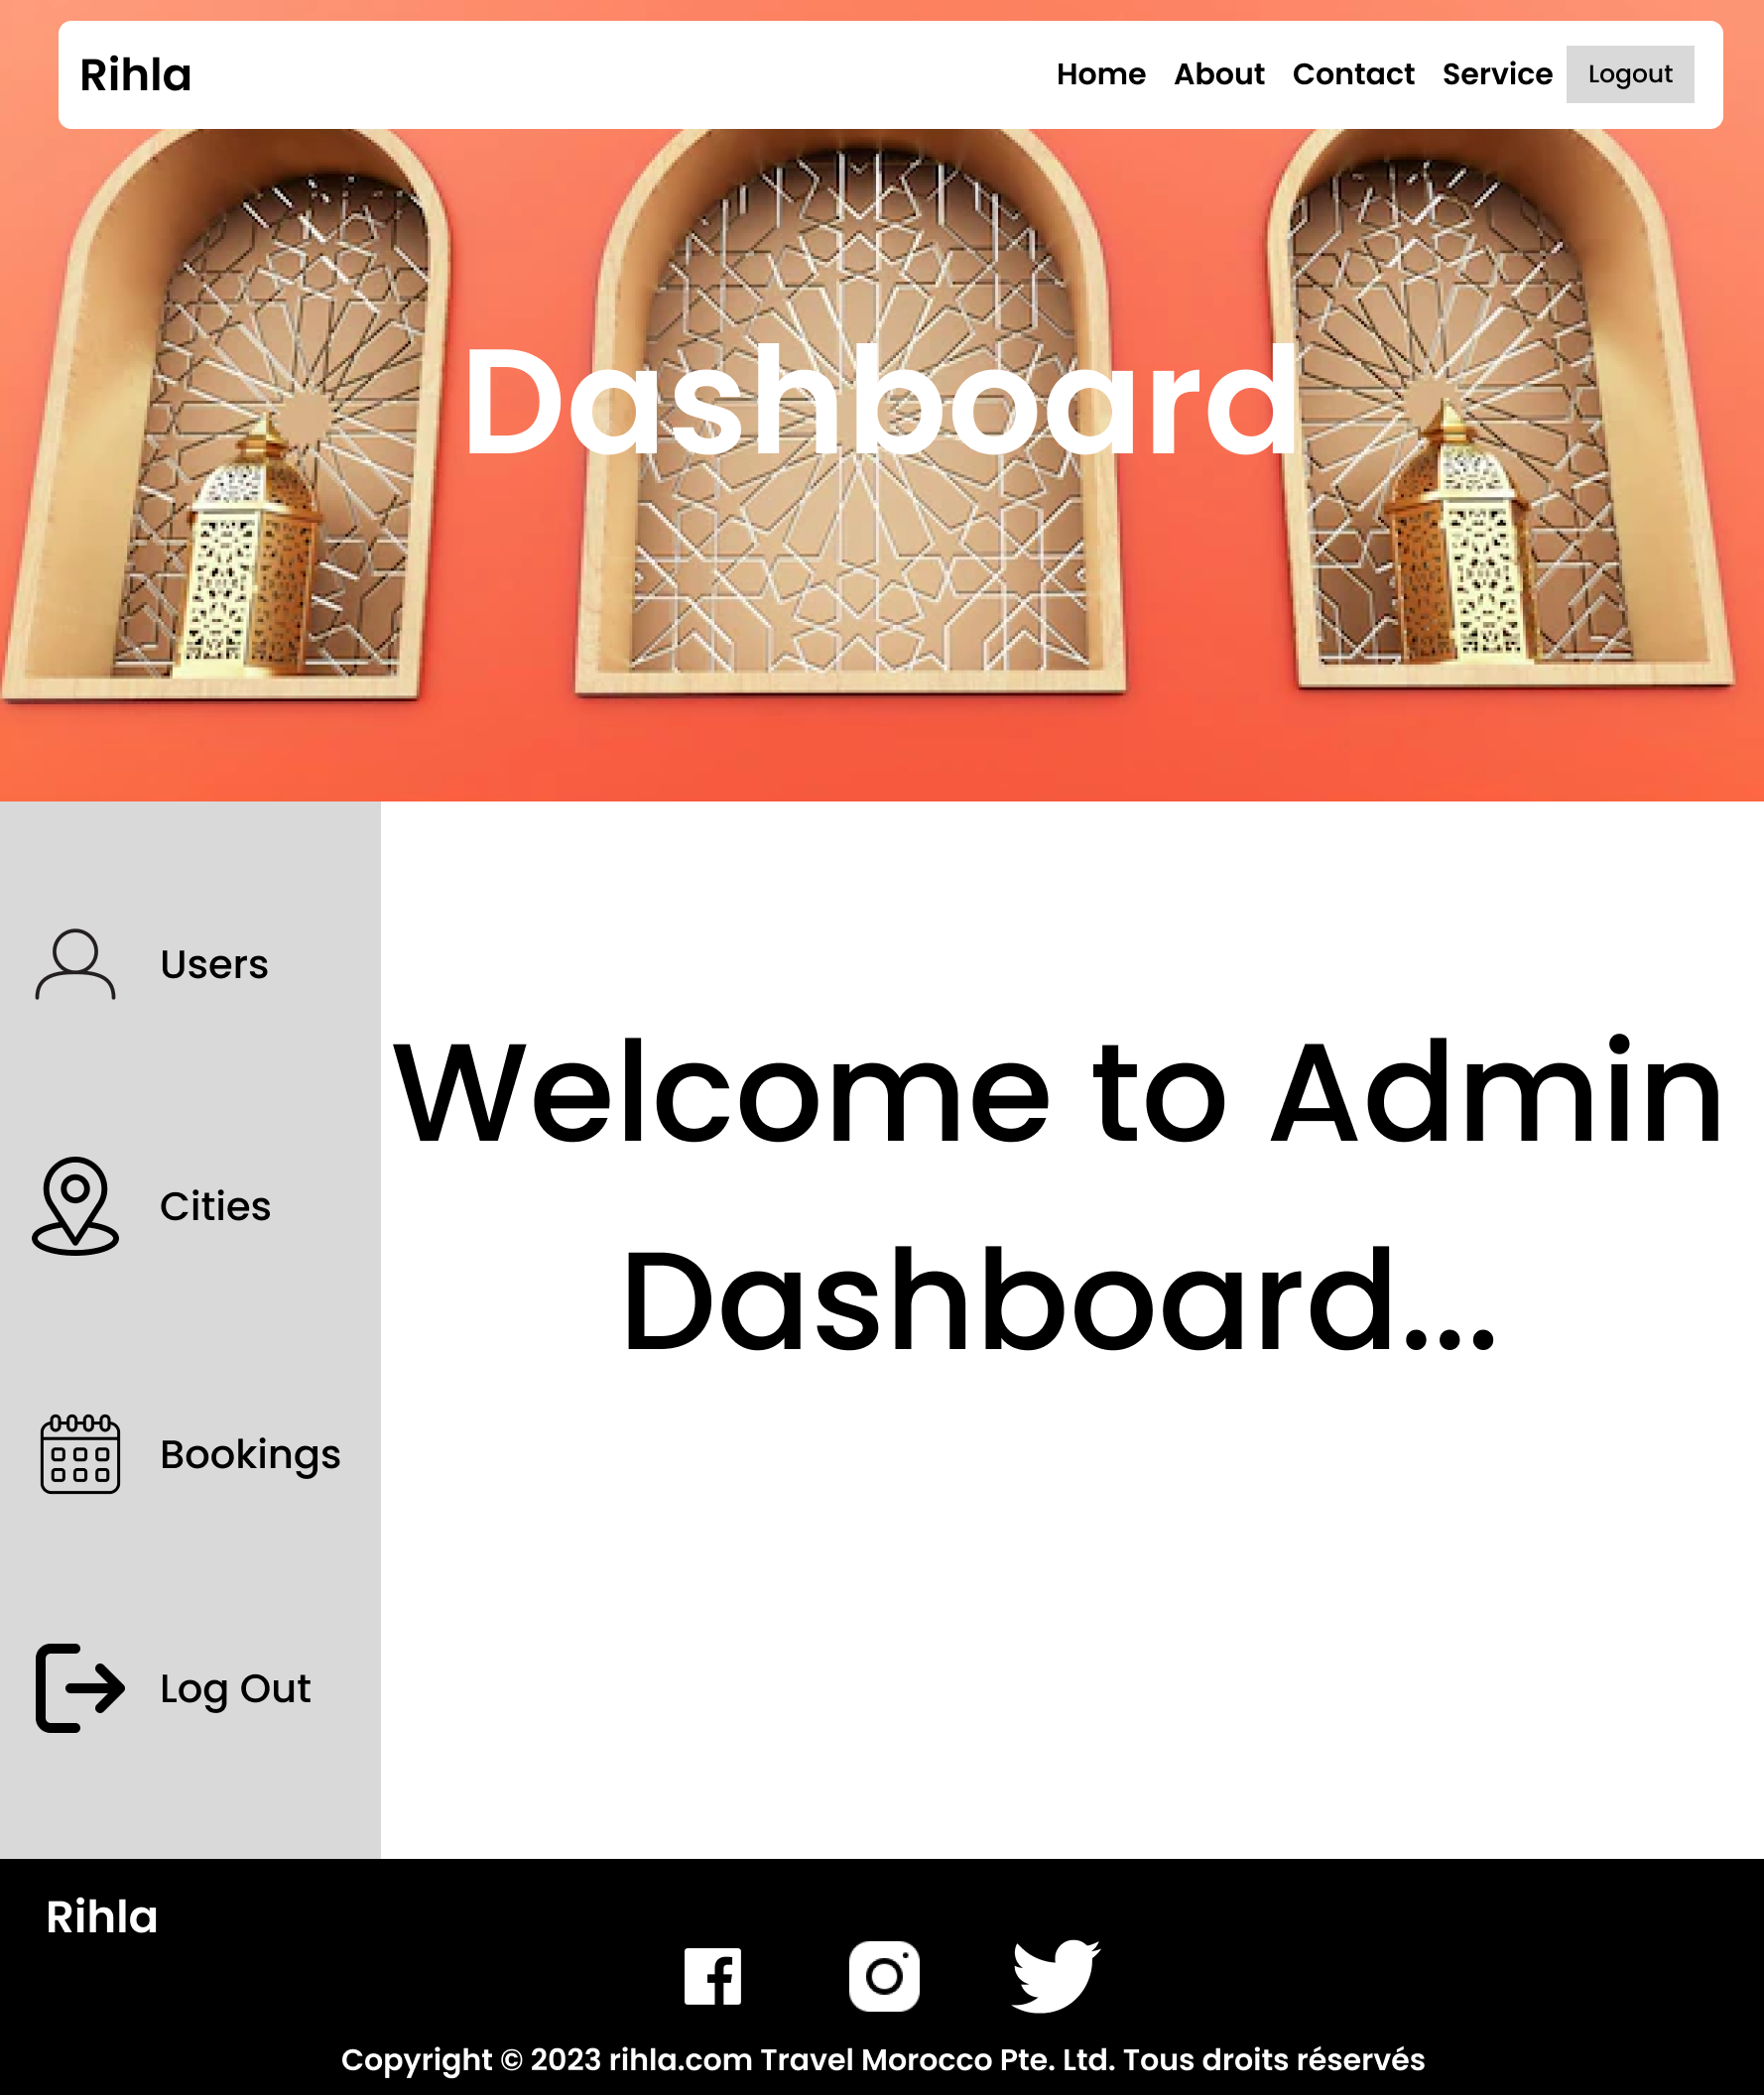 Rihla
Home About Contact Service Logout
Dashboard
Users
Cities
Bookings
Log Out
Welcome to Admin
Dashboard...
Rihla
Copyright © 2023 rihla.com Travel Morocco Pte. Ltd. Tous droits réservés